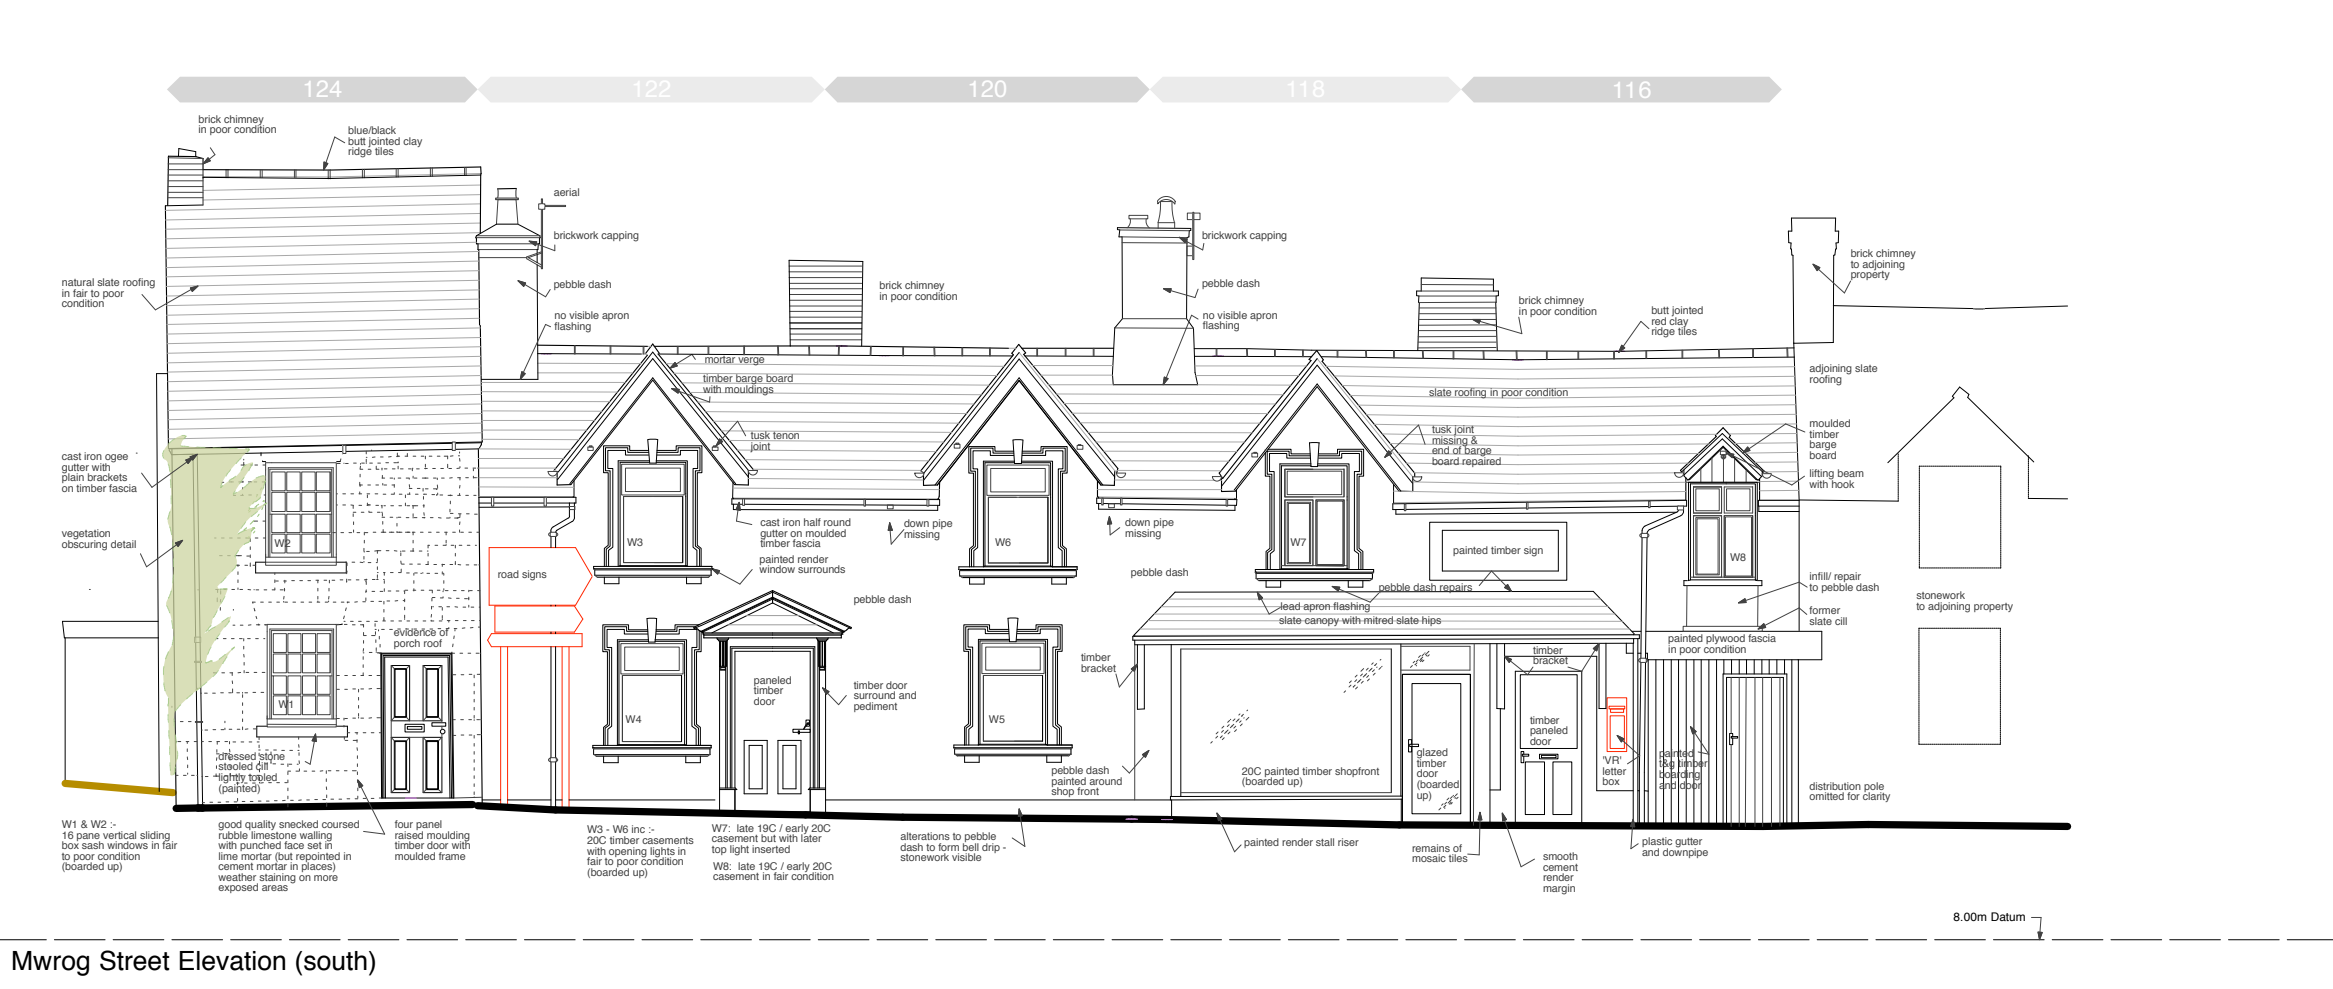 124
122
120
118
116
brick chimney
in poor condition
blue/black
butt jointed clay
ridge tiles
aerial
brickwork capping
pebble dash
no visible apron
flashing
brick chimney
in poor condition
brickwork capping
pebble dash
no visible apron
flashing
brick chimney
in poor condition
butt jointed
red clay
ridge tiles
brick chimney
to adjoining
property
natural slate roofing
in fair to poor
condition
mortar verge
timber barge board
with mouldings
tusk tenon
joint
slate roofing in poor condition
adjoining slate
roofing
tusk joint
missing &
end of barge
board repaired
moulded
timber
barge
board
lifting beam
with hook
cast iron ogee
gutter with
plain brackets
on timber fascia
vegetation
obscuring detail
W2
W3
W6
W7
W8
cast iron half round
gutter on moulded
timber fascia
down pipe
missing
down pipe
missing
painted timber sign
painted render
window surrounds
road signs
pebble dash
pebble dash
pebble dash repairs
lead apron flashing
slate canopy with mitred slate hips
infill/ repair
to pebble dash
former
slate cill
stonework
to adjoining property
evidence of
porch roof
painted plywood fascia
in poor condition
timber
bracket
timber
bracket
W1
W4
paneled
timber
door
timber door
surround and
pediment
W5
dressed stone
stooled cill
lightly tooled
(painted)
pebble dash
painted around
shop front
20C painted timber shopfront
(boarded up)
glazed
timber
door
(boarded
up)
timber
paneled
door
'VR'
letter
box
painted
t&g timber
boarding
and door
distribution pole
omitted for clarity
W1 & W2 :-
16 pane vertical sliding
box sash windows in fair
to poor condition
(boarded up)
good quality snecked coursed
rubble limestone walling
with punched face set in
lime mortar (but repointed in
cement mortar in places)
weather staining on more
exposed areas
four panel
raised moulding
timber door with
moulded frame
W3 - W6 inc :-
20C timber casements
with opening lights in
fair to poor condition
(boarded up)
W7:  late 19C / early 20C
casement but with later
top light inserted
W8:  late 19C / early 20C
casement in fair condition
alterations to pebble
dash to form bell drip -
stonework visible
painted render stall riser
remains of
mosaic tiles
smooth
cement
render
margin
plastic gutter
and downpipe
8.00m Datum
Mwrog Street Elevation (south)